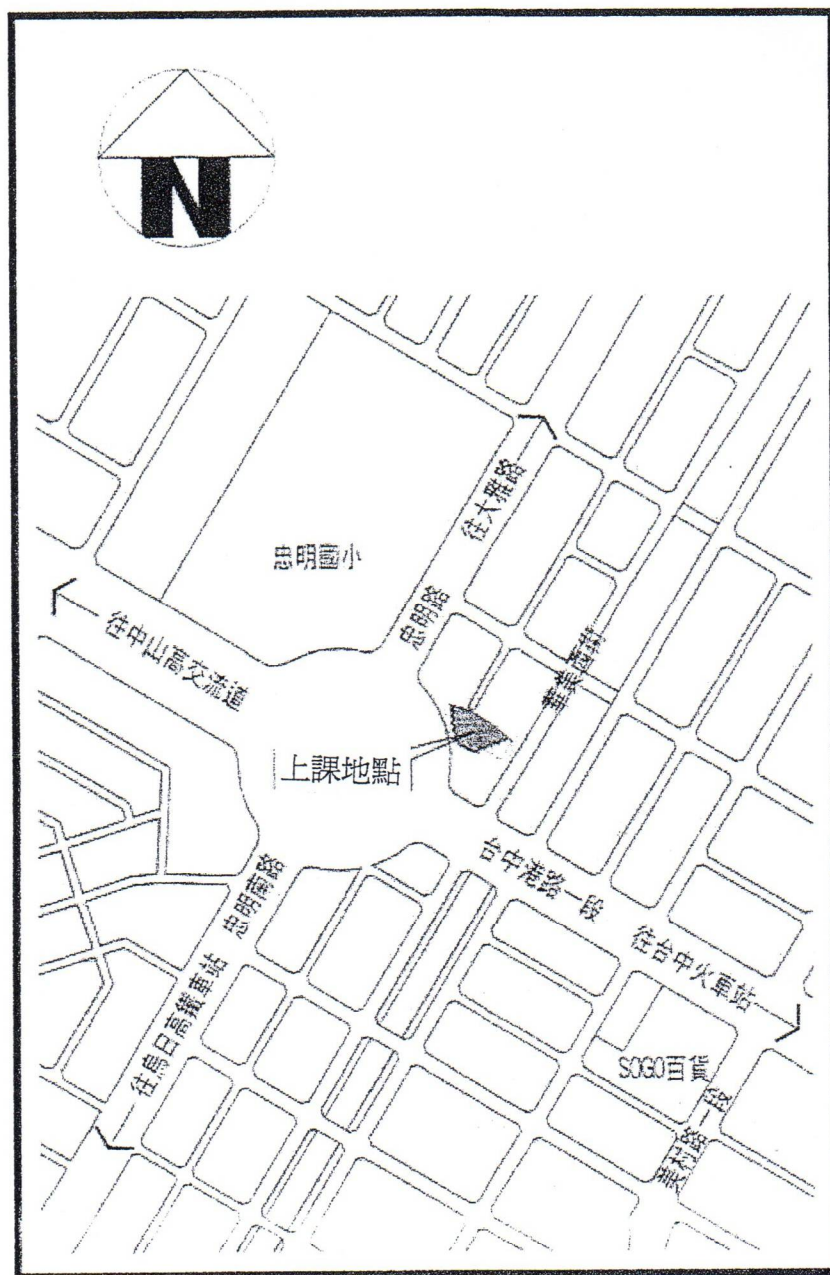 N
往大雅路
忠明國小
忠明路
往中山高交流道
華美西街
上課地點
台中港路一段
忠明南路
往台中火車站
往烏日高鐵車站
SOGO百貨
美村路一段